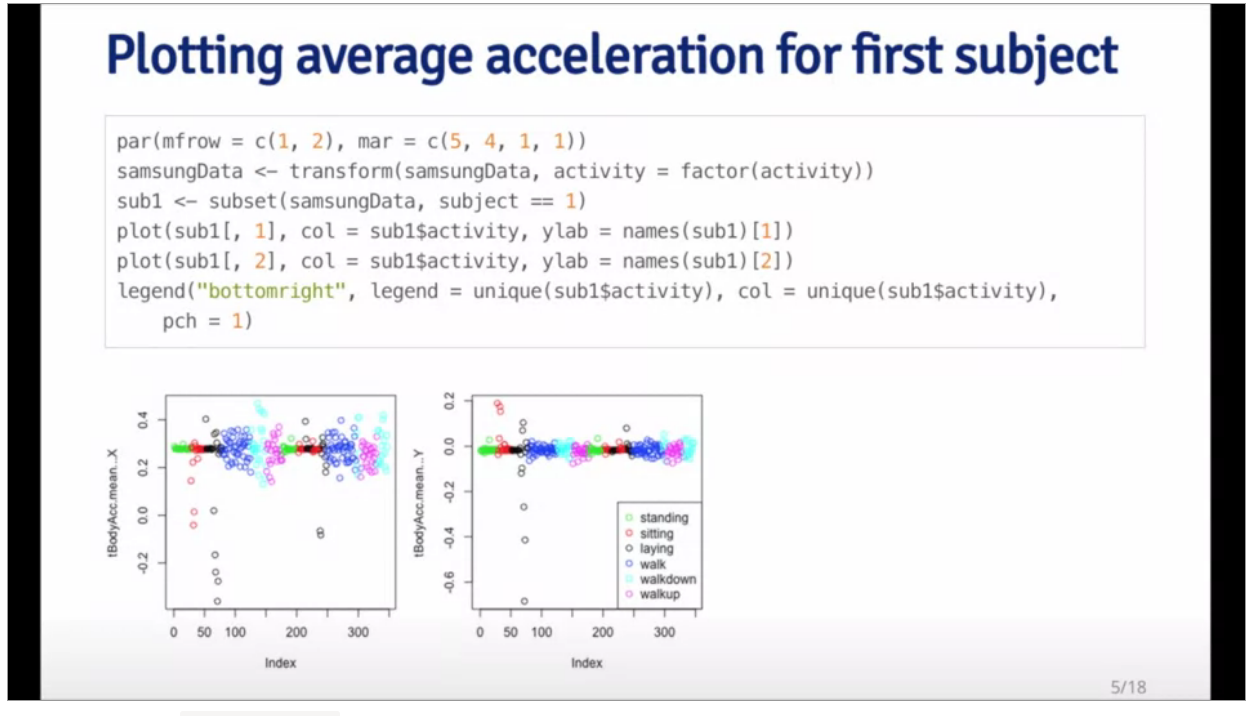 Plotting average acceleration for first subject
par(mfrow = c(1, 2), mar = c(5, 4, 1, 1))
samsungData <- transform(samsungData, activity = factor(activity))
sub1 <- subset(samsungData, subject == 1)
plot(sub1[, 1], col = sub1$activity, ylab = names(sub1)[1])
plot(sub1[, 2], col = sub1$activity, ylab = names(sub1)[2])
legend("bottomright", legend = unique(sub1$activity), col = unique(sub1$activity),
pch = 1)
tBodyAcc.mean...X
0.4
0.2
0.0
-0.2
0 50 100 200 300
Index
tBodyAcc.mean...Y
0.2
0.0
-0.2
-0.4
-0.6
standing
sitting
laying
walk
walkdown
walkup
0 50 100 200 300
Index
5/18